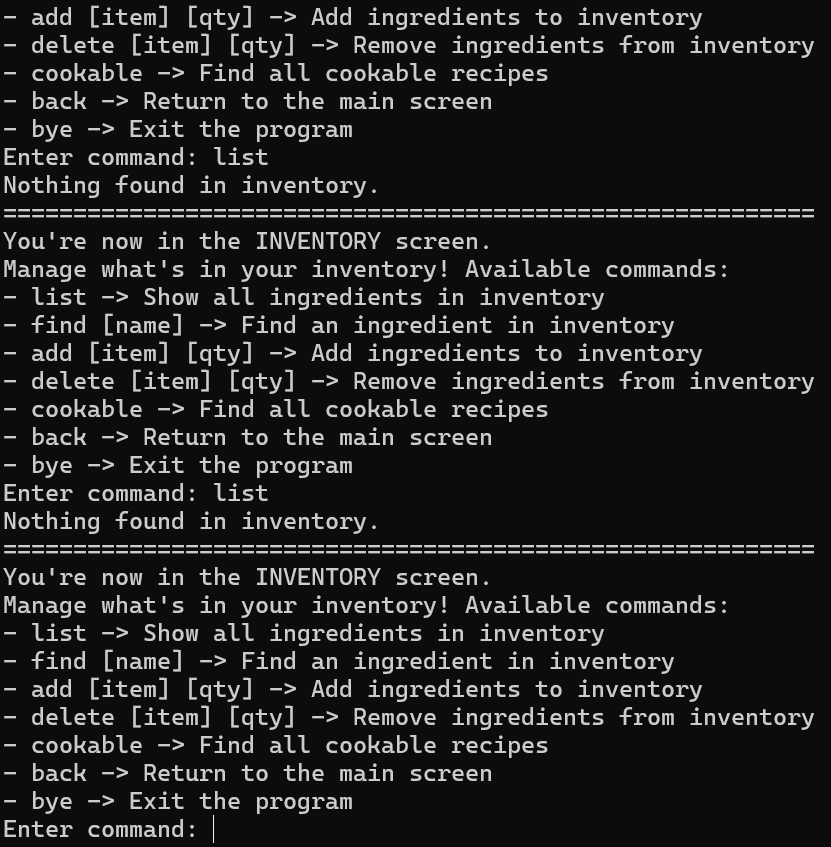 - add [item] [qty] -> Add ingredients to inventory
- delete [item] [qty] -> Remove ingredients from inventory
- cookable -> Find all cookable recipes
- back -> Return to the main screen
- bye -> Exit the program
Enter command: list
Nothing found in inventory.
==========================================================
You're now in the INVENTORY screen.
Manage what's in your inventory! Available commands:
- list -> Show all ingredients in inventory
- find [name] -> Find an ingredient in inventory
- add [item] [qty] -> Add ingredients to inventory
- delete [item] [qty] -> Remove ingredients from inventory
- cookable -> Find all cookable recipes
- back -> Return to the main screen
- bye -> Exit the program
Enter command: list
Nothing found in inventory.
==========================================================
You're now in the INVENTORY screen.
Manage what's in your inventory! Available commands:
- list -> Show all ingredients in inventory
- find [name] -> Find an ingredient in inventory
- add [item] [qty] -> Add ingredients to inventory
- delete [item] [qty] -> Remove ingredients from inventory
- cookable -> Find all cookable recipes
- back -> Return to the main screen
- bye -> Exit the program
Enter command: